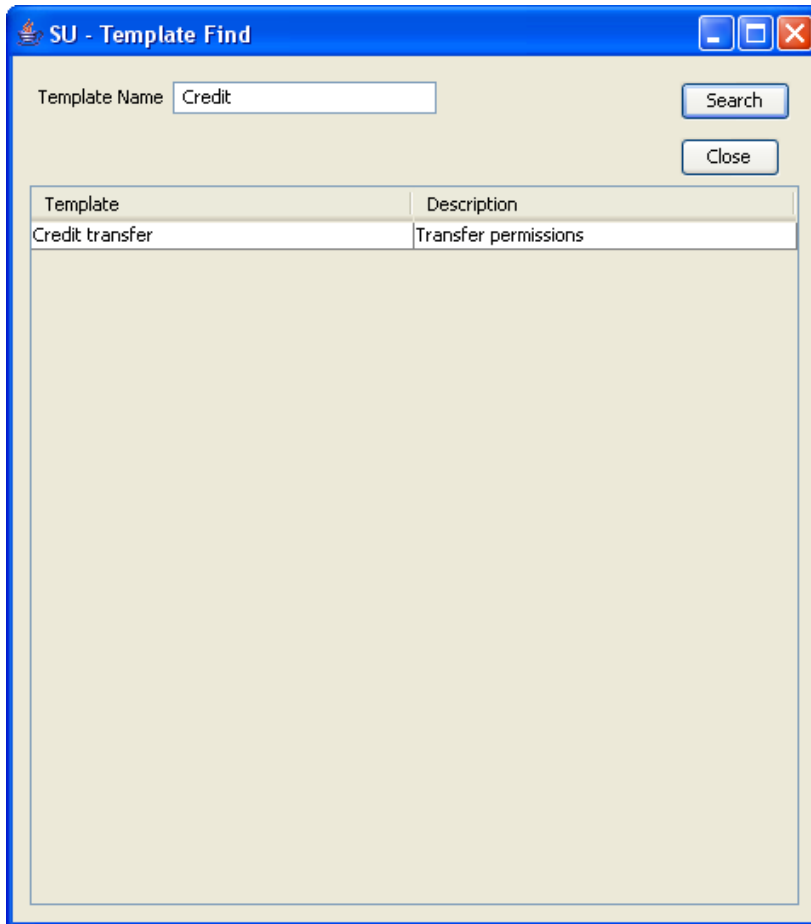 SU - Template Find
Template Name Credit
Search
Close
Template Description
Credit transfer Transfer permissions